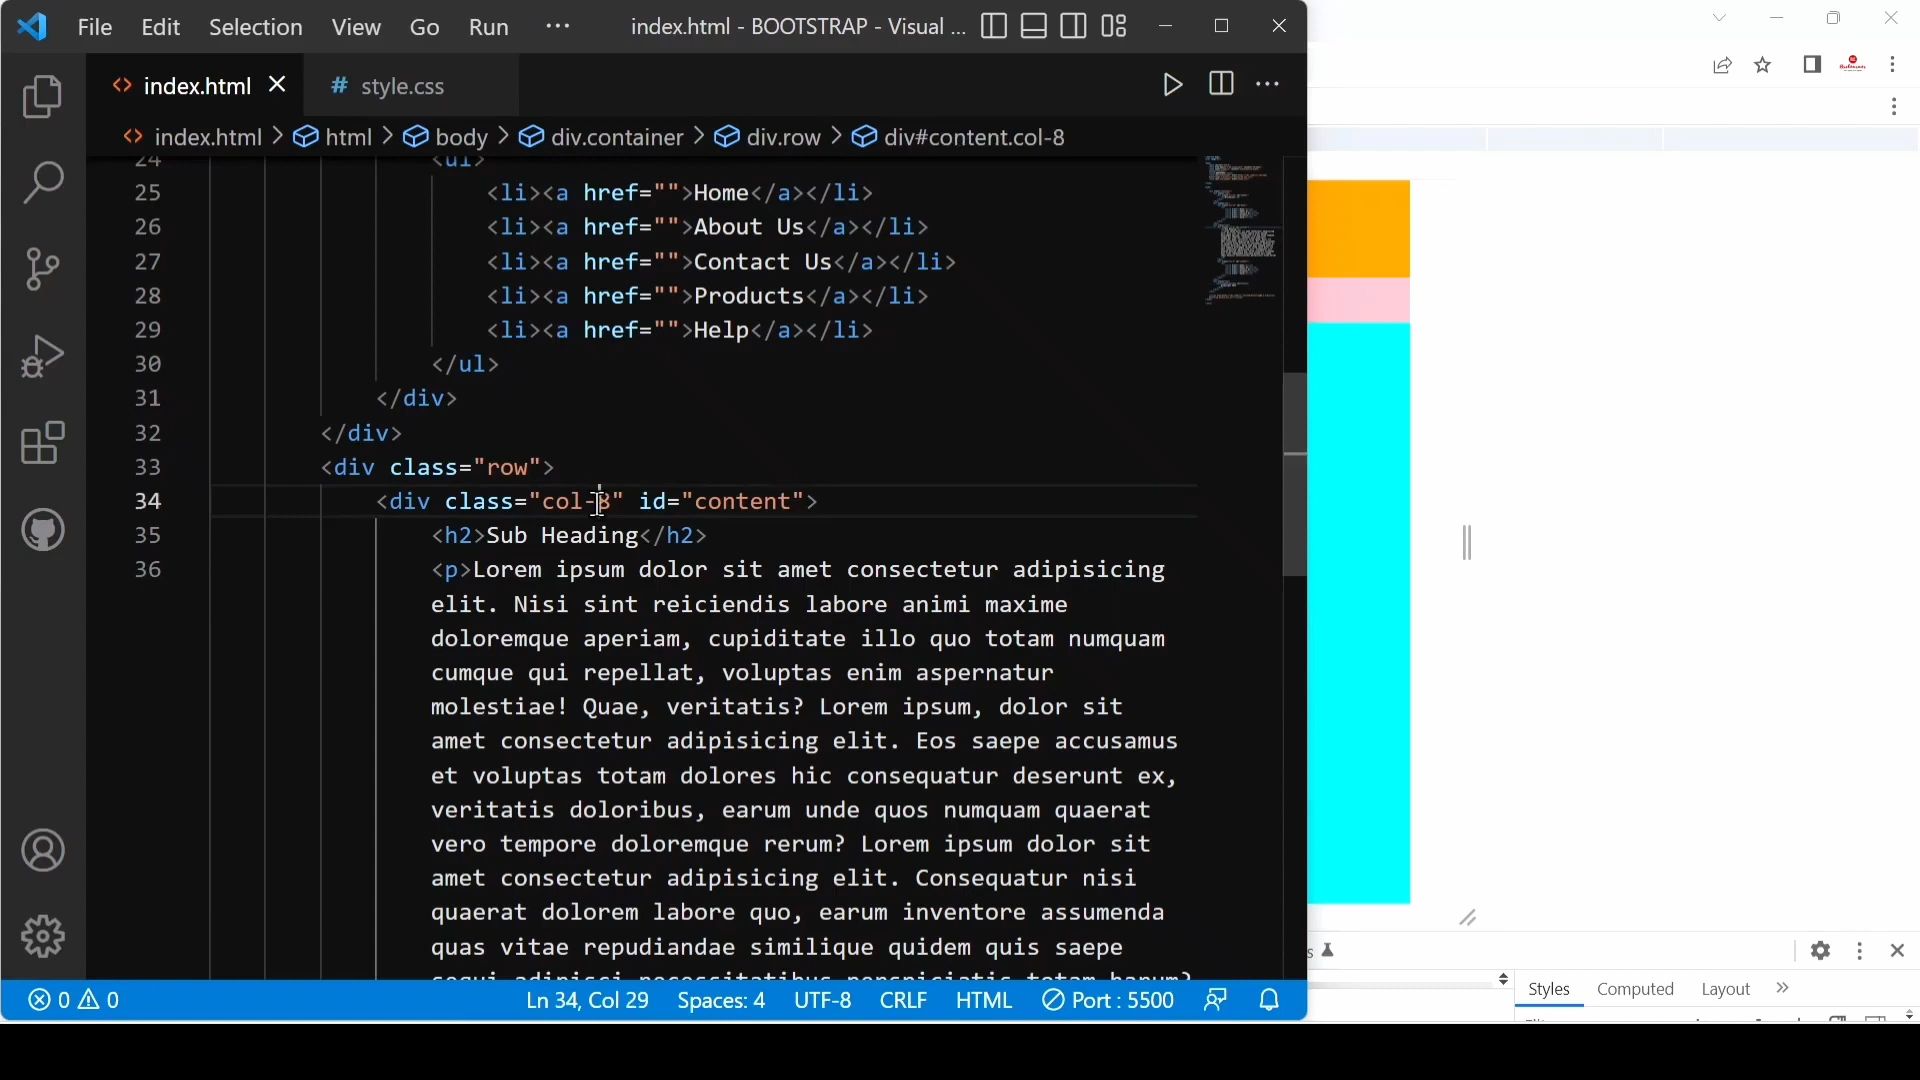 File Edit Selection View Go Run ··· index.html - BOOTSTRAP - Visual ...
index.html # style.css
index.html > html > body > div.container > div.row > div#content.col-8
24 <ul>
25 <li><a href="">Home</a></li>
26 <li><a href="">About Us</a></li>
27 <li><a href="">Contact Us</a></li>
28 <li><a href="">Products</a></li>
29 <li><a href="">Help</a></li>
30 </ul>
31 </div>
32 </div>
33 <div class="row">
34 <div class="col-8" id="content">
35 <h2>Sub Heading</h2>
36 <p>Lorem ipsum dolor sit amet consectetur adipisicing
elit. Nisi sint reiciendis labore animi maxime
doloremque aperiam, cupiditate illo quo totam numquam
cumque qui repellat, voluptas enim aspernatur
molestiae! Quae, veritatis? Lorem ipsum, dolor sit
amet consectetur adipisicing elit. Eos saepe accusamus
et voluptas totam dolores hic consequatur deserunt ex,
veritatis doloribus, earum unde quos numquam quaerat
vero tempore doloremque rerum? Lorem ipsum dolor sit
amet consectetur adipisicing elit. Consequatur nisi
quaerat dolorem labore quo, earum inventore assumenda
quas vitae repudiandae similique quidem quis saepe
sequi adipisci necessitatibus perspiciatis totam harum?
0 0 Ln 34, Col 29 Spaces: 4 UTF-8 CRLF HTML Port : 5500
Styles Computed Layout »